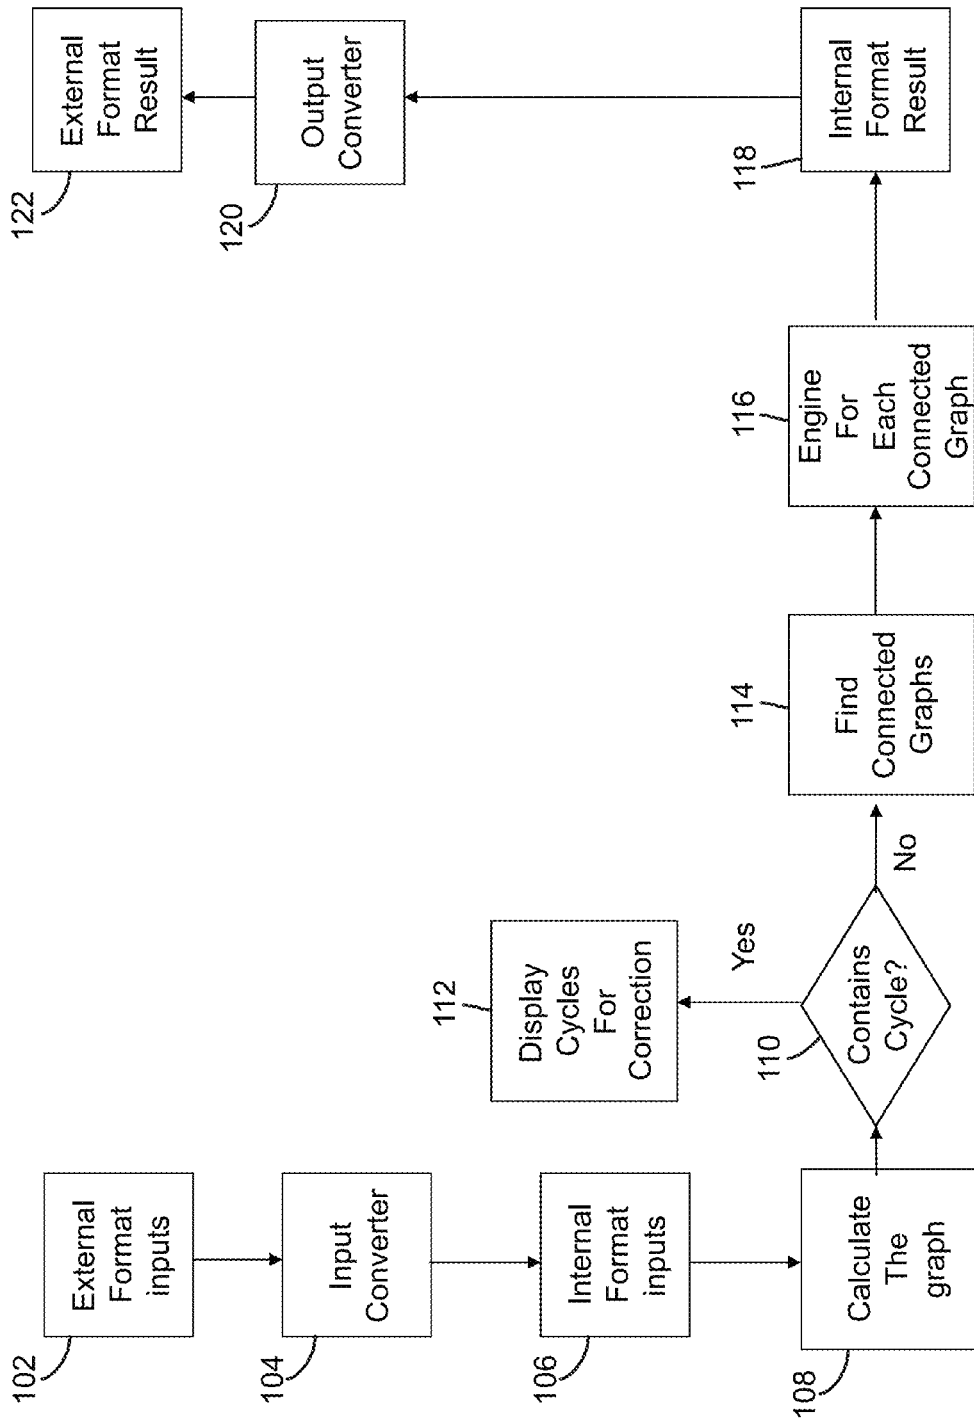 102
External
Format
inputs
104
Input
Converter
106
Internal
Format
inputs
108
Calculate
The
graph
110
Contains
Cycle?
Yes
No
112
Display
Cycles
For
Correction
114
Find
Connected
Graphs
116
Engine
For
Each
Connected
Graph
118
Internal
Format
Result
120
Output
Converter
122
External
Format
Result